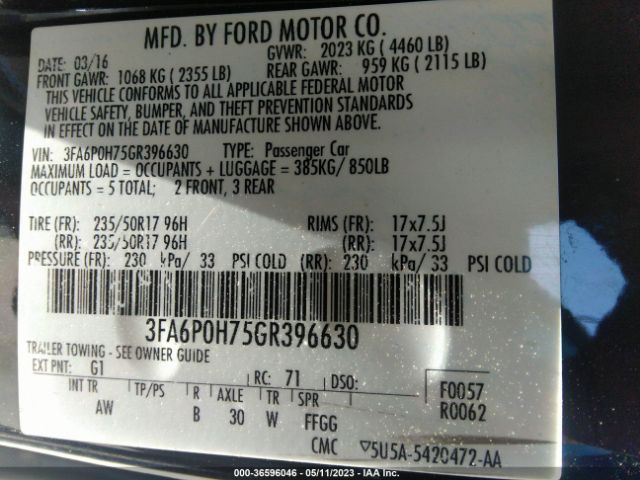 MFD. BY FORD MOTOR CO.
DATE: 03/16 GVWR: 2023 KG ( 4460 LB)
FRONT GAWR: 1068 KG ( 2355 LB) REAR GAWR: 959 KG ( 2115 LB)
THIS VEHICLE CONFORMS TO ALL APPLICABLE FEDERAL MOTOR
VEHICLE SAFETY, BUMPER, AND THEFT PREVENTION STANDARDS
IN EFFECT ON THE DATE OF MANUFACTURE SHOWN ABOVE.
VIN: 3FA6P0H75GR396630 TYPE: Passenger Car
MAXIMUM LOAD = OCCUPANTS + LUGGAGE = 385KG/ 850LB
OCCUPANTS = 5 TOTAL; 2 FRONT, 3 REAR
TIRE (FR): 235/50R17 96H RIMS (FR): 17x7.5J
(RR): 235/50R17 96H (RR): 17x7.5J
PRESSURE (FR): 230 kPa/ 33 PSI COLD (RR): 230 kPa/ 33 PSI COLD
3FA6P0H75GR396630
TRAILER TOWING - SEE OWNER GUIDE
EXT PNT: G1 RC: 71 DSO: F0057
INT TR TP/PS R AXLE TR SPR R0062
AW B 30 W FFGG
CMC 5U5A-5420472-AA
000-36596046 - 05/11/2023 - IAA Inc.